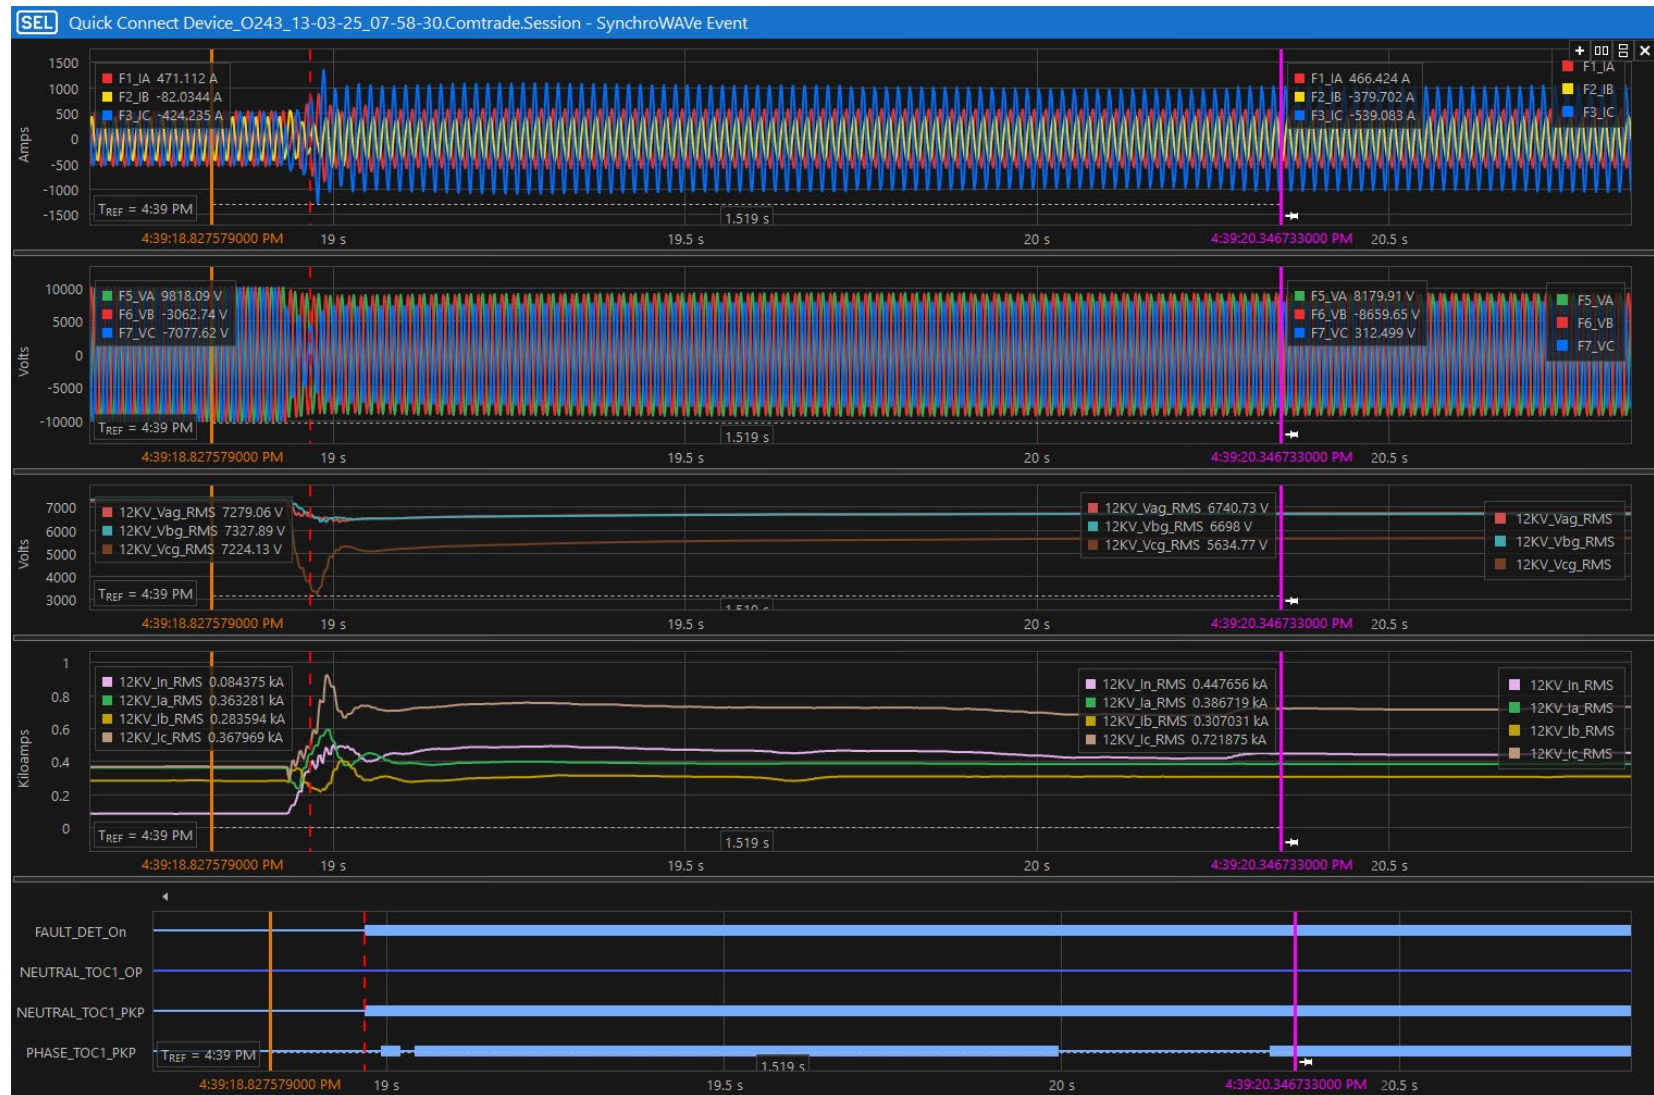 SEL Quick Connect Device_O243_13-03-25_07-58-30.Comtrade.Session - SynchroWAVe Event
1500
1000
500
0
-500
-1000
-1500
Amps
F1_IA 471.112 A
F2_IB -82.0344 A
F3_IC -424.235 A
F1_IA 466.424 A
F2_IB -379.702 A
F3_IC -539.083 A
F1_IA
F2_IB
F3_IC
TREF = 4:39 PM
1.519 s
4:39:18.827579000 PM 19 s 19.5 s 20 s 4:39:20.346733000 PM 20.5 s
10000
5000
0
-5000
-10000
Volts
F5_VA 9818.09 V
F6_VB -3062.74 V
F7_VC -7077.62 V
F5_VA 8179.91 V
F6_VB -8659.65 V
F7_VC 312.499 V
F5_VA
F6_VB
F7_VC
TREF = 4:39 PM
1.519 s
4:39:18.827579000 PM 19 s 19.5 s 20 s 4:39:20.346733000 PM 20.5 s
7000
6000
5000
4000
3000
Volts
12KV_Vag_RMS 7279.06 V
12KV_Vbg_RMS 7327.89 V
12KV_Vcg_RMS 7224.13 V
12KV_Vag_RMS 6740.73 V
12KV_Vbg_RMS 6698 V
12KV_Vcg_RMS 5634.77 V
12KV_Vag_RMS
12KV_Vbg_RMS
12KV_Vcg_RMS
TREF = 4:39 PM
1.519 s
4:39:18.827579000 PM 19 s 19.5 s 20 s 4:39:20.346733000 PM 20.5 s
1
0.8
0.6
0.4
0.2
0
Kiloamps
12KV_In_RMS 0.084375 kA
12KV_Ia_RMS 0.363281 kA
12KV_Ib_RMS 0.283594 kA
12KV_Ic_RMS 0.367969 kA
12KV_In_RMS 0.447656 kA
12KV_Ia_RMS 0.386719 kA
12KV_Ib_RMS 0.307031 kA
12KV_Ic_RMS 0.721875 kA
12KV_In_RMS
12KV_Ia_RMS
12KV_Ib_RMS
12KV_Ic_RMS
TREF = 4:39 PM
1.519 s
4:39:18.827579000 PM 19 s 19.5 s 20 s 4:39:20.346733000 PM 20.5 s
FAULT_DET_On
NEUTRAL_TOC1_OP
NEUTRAL_TOC1_PKP
PHASE_TOC1_PKP
TREF = 4:39 PM
1.519 s
4:39:18.827579000 PM 19 s 19.5 s 20 s 4:39:20.346733000 PM 20.5 s